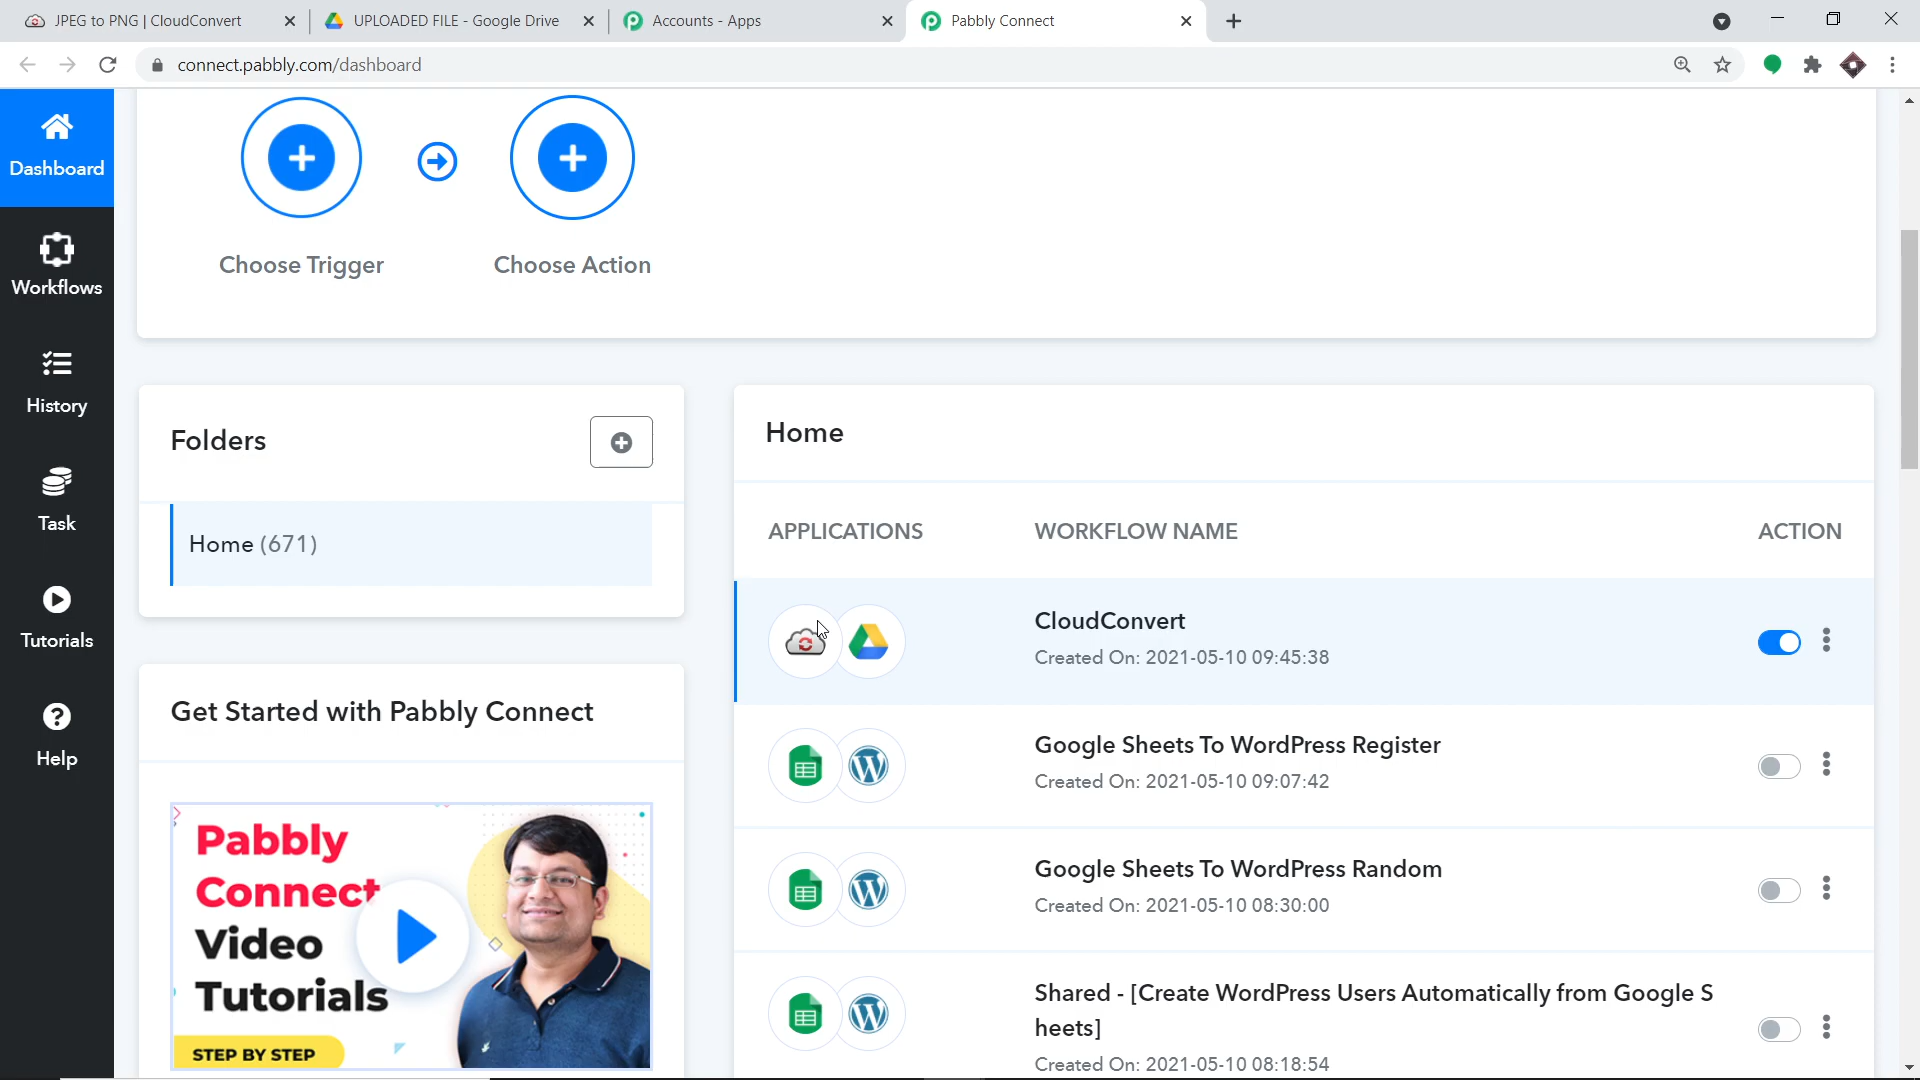 JPEG to PNG | CloudConvert
UPLOADED FILE - Google Drive
Accounts - Apps
Pabbly Connect
connect.pabbly.com/dashboard
Dashboard
Workflows
History
Task
Tutorials
Help
Choose Trigger
Choose Action
Folders
Home (671)
Get Started with Pabbly Connect
Pabbly
Connect
Video
Tutorials
STEP BY STEP
Home
APPLICATIONS WORKFLOW NAME ACTION
CloudConvert
Created On: 2021-05-10 09:45:38
Google Sheets To WordPress Register
Created On: 2021-05-10 09:07:42
Google Sheets To WordPress Random
Created On: 2021-05-10 08:30:00
Shared - [Create WordPress Users Automatically from Google S
heets]
Created On: 2021-05-10 08:18:54